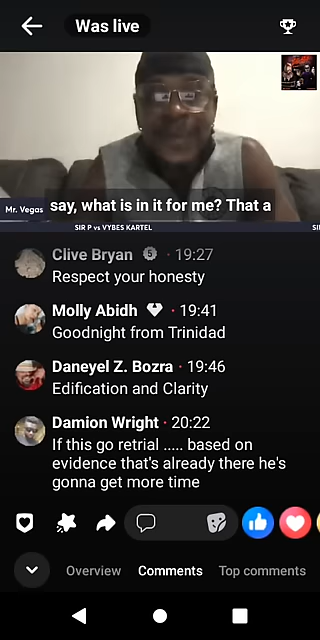 Was live
say, what is in it for me? That a
Mr. Vegas
SIR P vs VYBES KARTEL
SI
Clive Bryan 5 · 19:27
Respect your honesty
Molly Abidh · 19:41
Goodnight from Trinidad
Daneyel Z. Bozra · 19:46
Edification and Clarity
Damion Wright · 20:22
If this go retrial ..... based on
evidence that's already there he's
gonna get more time
Overview Comments Top comments